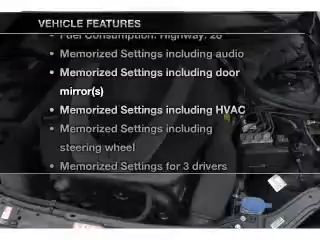 VEHICLE FEATURES
• Fuel Consumption: Highway: 26
• Memorized Settings including audio
• Memorized Settings including door
mirror(s)
• Memorized Settings including HVAC
• Memorized Settings including
steering wheel
• Memorized Settings for 3 drivers